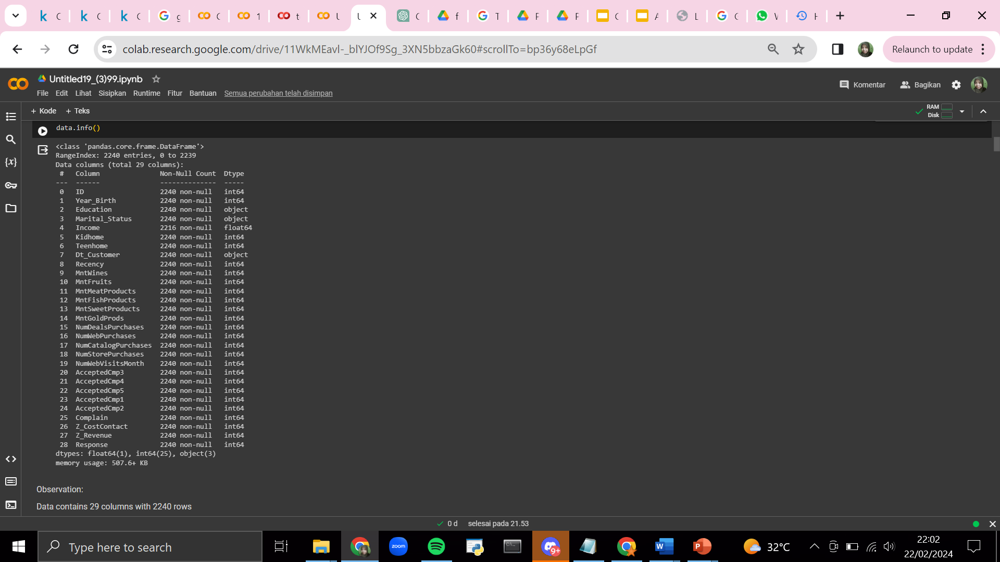 colab.research.google.com/drive/11WkMEavl-_blYJOf9Sg_3XN5bbzaGk60#scrollTo=bp36y68eLpGf
Relaunch to update
Untitled19_(3)99.ipynb
Komentar
Bagikan
File Edit Lihat Sisipkan Runtime Fitur Bantuan Semua perubahan telah disimpan
+ Kode + Teks
RAM
Disk
data.info()
<class 'pandas.core.frame.DataFrame'>
RangeIndex: 2240 entries, 0 to 2239
Data columns (total 29 columns):
# Column Non-Null Count Dtype
--- ------ -------------- -----
0 ID 2240 non-null int64
1 Year_Birth 2240 non-null int64
2 Education 2240 non-null object
3 Marital_Status 2240 non-null object
4 Income 2216 non-null float64
5 Kidhome 2240 non-null int64
6 Teenhome 2240 non-null int64
7 Dt_Customer 2240 non-null object
8 Recency 2240 non-null int64
9 MntWines 2240 non-null int64
10 MntFruits 2240 non-null int64
11 MntMeatProducts 2240 non-null int64
12 MntFishProducts 2240 non-null int64
13 MntSweetProducts 2240 non-null int64
14 MntGoldProds 2240 non-null int64
15 NumDealsPurchases 2240 non-null int64
16 NumWebPurchases 2240 non-null int64
17 NumCatalogPurchases 2240 non-null int64
18 NumStorePurchases 2240 non-null int64
19 NumWebVisitsMonth 2240 non-null int64
20 AcceptedCmp3 2240 non-null int64
21 AcceptedCmp4 2240 non-null int64
22 AcceptedCmp5 2240 non-null int64
23 AcceptedCmp1 2240 non-null int64
24 AcceptedCmp2 2240 non-null int64
25 Complain 2240 non-null int64
26 Z_CostContact 2240 non-null int64
27 Z_Revenue 2240 non-null int64
28 Response 2240 non-null int64
dtypes: float64(1), int64(25), object(3)
memory usage: 507.6+ KB
Observation:
Data contains 29 columns with 2240 rows
0 d selesai pada 21.53
Type here to search
zoom
9+
32°C
22:02
22/02/2024